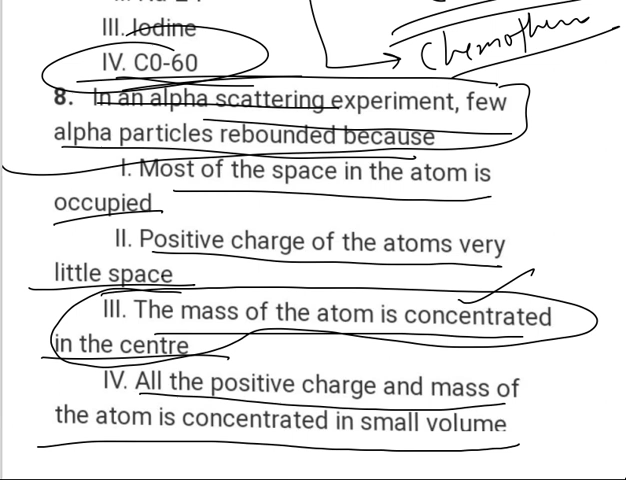 III. Iodine
IV. C0-60
8. In an alpha scattering experiment, few
alpha particles rebounded because
I. Most of the space in the atom is
occupied
II. Positive charge of the atoms very
little space
III. The mass of the atom is concentrated
in the centre
IV. All the positive charge and mass of
the atom is concentrated in small volume